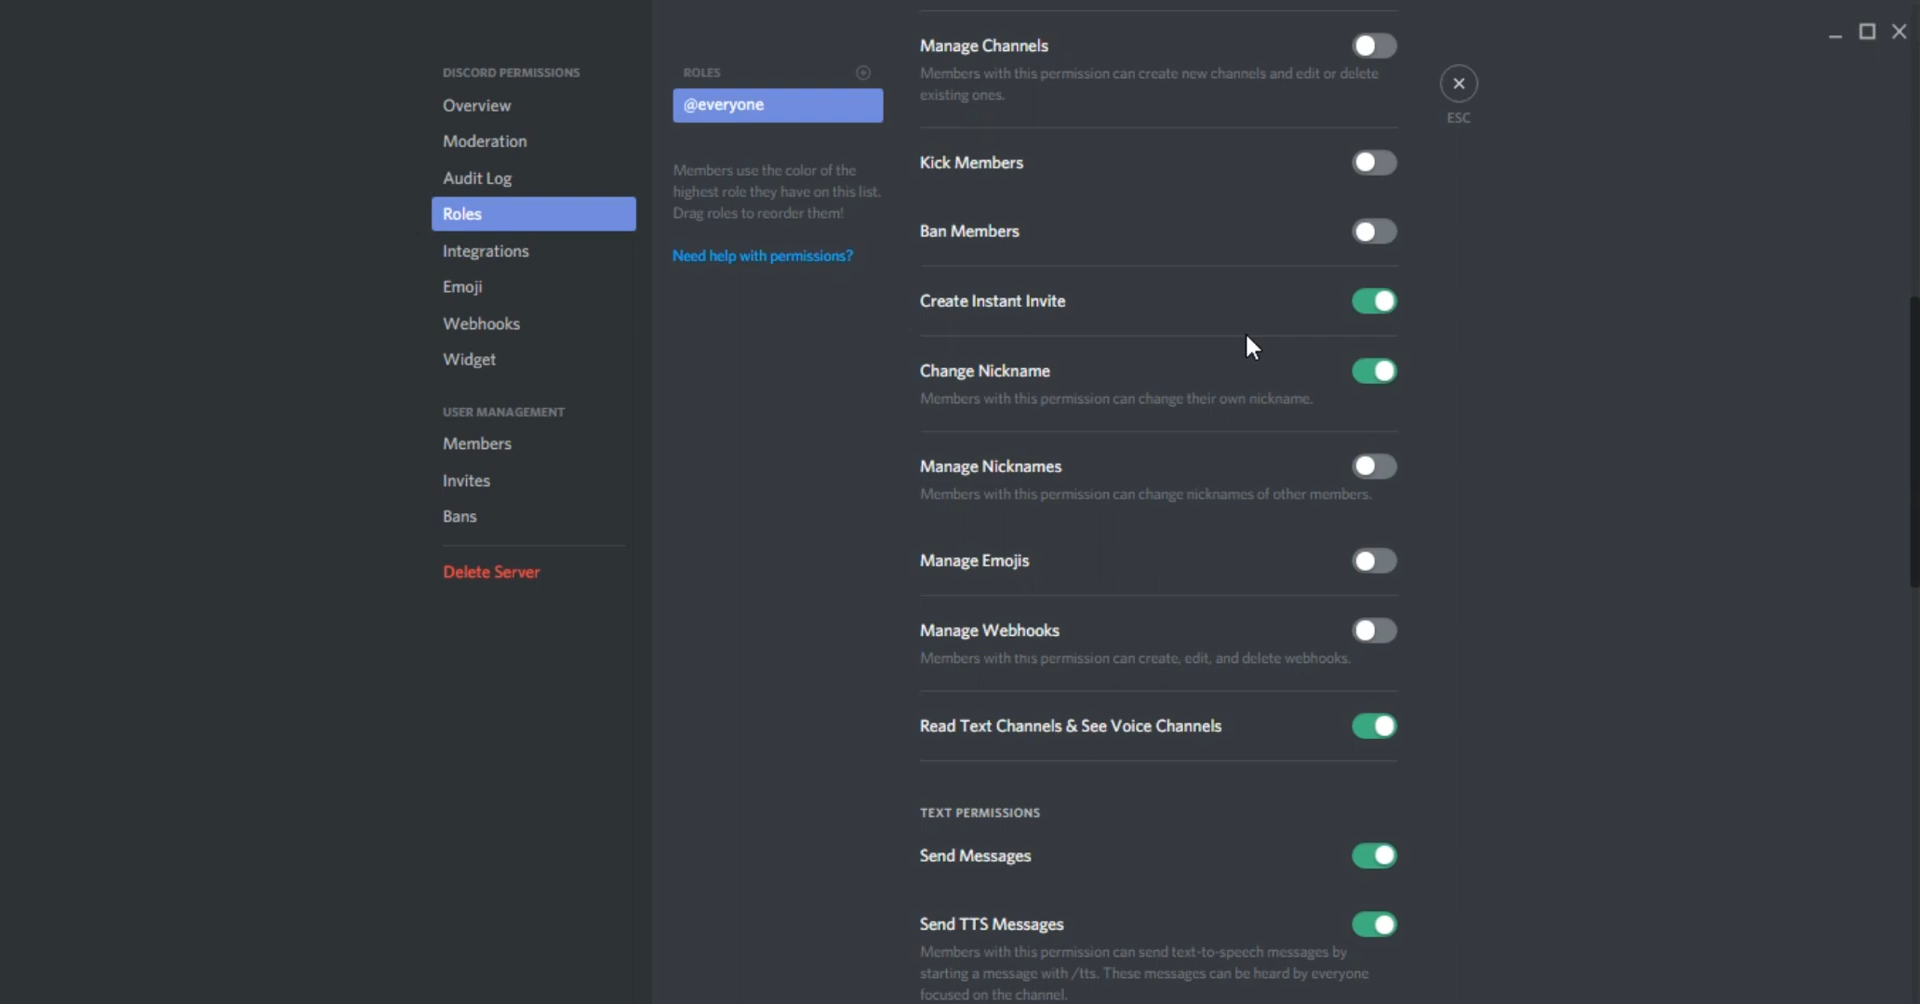 DISCORD PERMISSIONS
Overview
Moderation
Audit Log
Roles
Integrations
Emoji
Webhooks
Widget
USER MANAGEMENT
Members
Invites
Bans
Delete Server
ROLES
@everyone
Members use the color of the
highest role they have on this list.
Drag roles to reorder them!
Need help with permissions?
Manage Channels
Members with this permission can create new channels and edit or delete
existing ones.
Kick Members
Ban Members
Create Instant Invite
Change Nickname
Members with this permission can change their own nickname.
Manage Nicknames
Members with this permission can change nicknames of other members.
Manage Emojis
Manage Webhooks
Members with this permission can create, edit, and delete webhooks.
Read Text Channels & See Voice Channels
TEXT PERMISSIONS
Send Messages
Send TTS Messages
Members with this permission can send text-to-speech messages by
starting a message with /tts. These messages can be heard by everyone
focused on the channel.
ESC